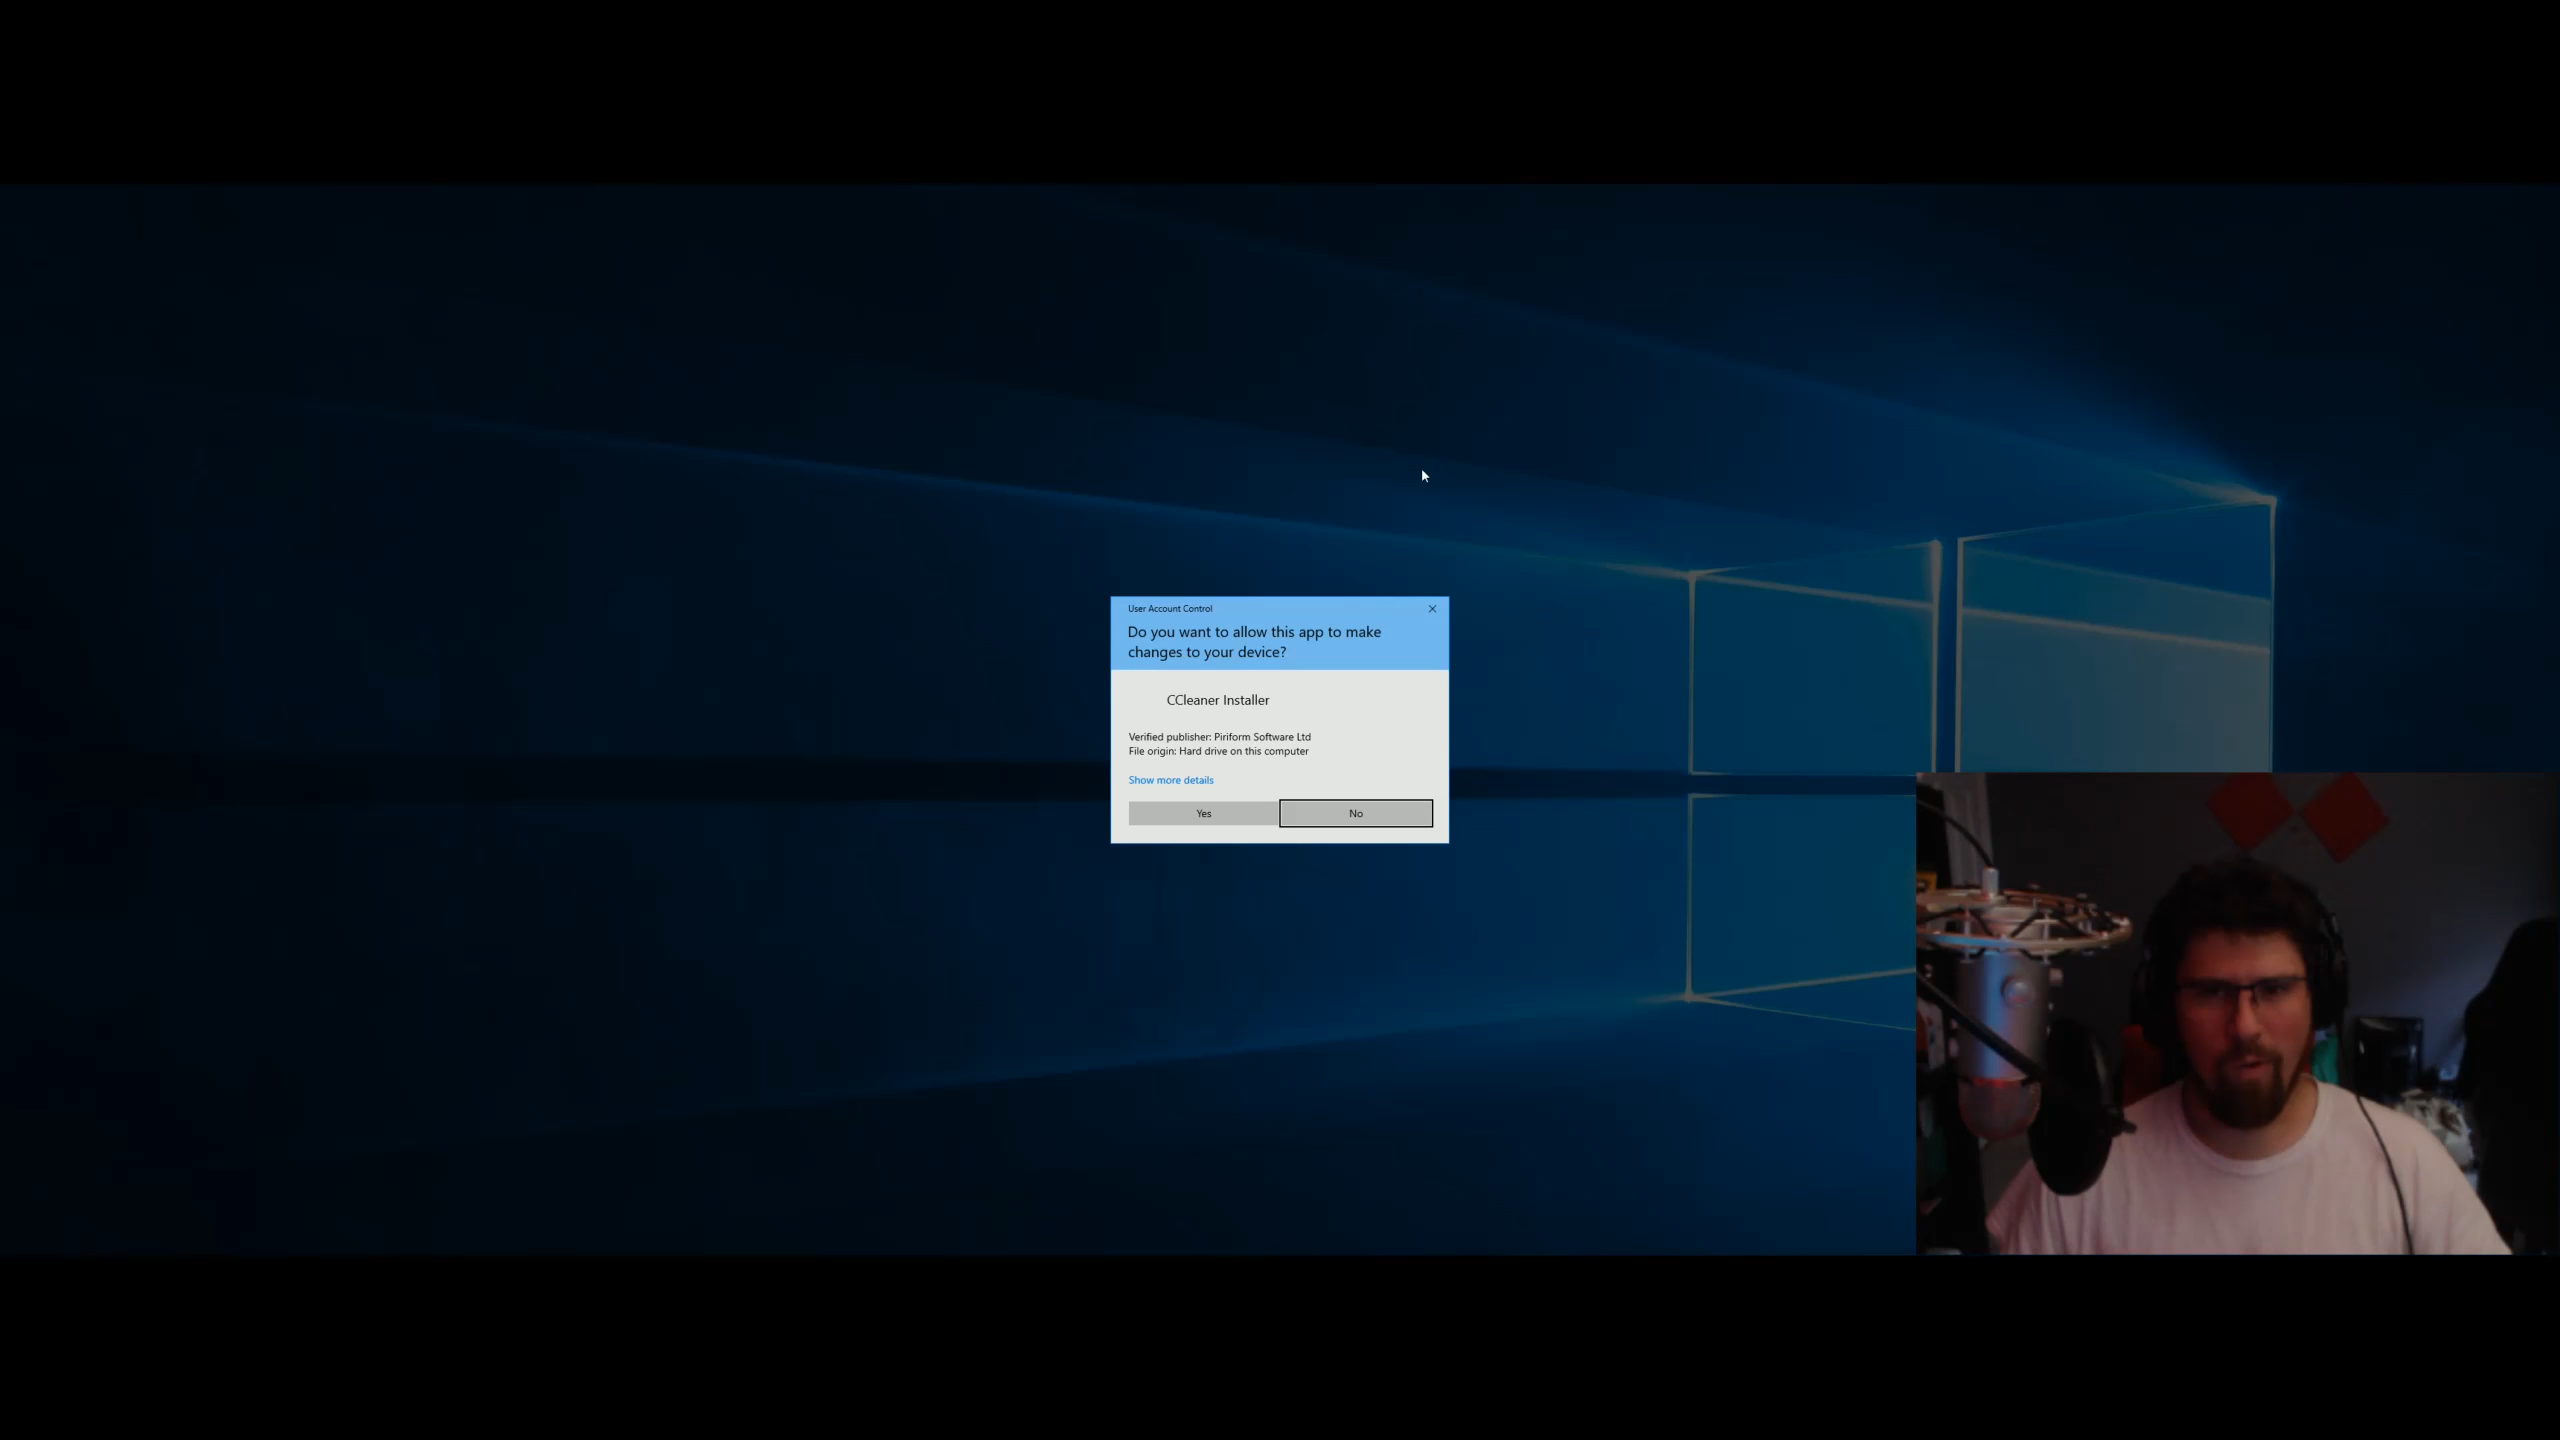 User Account Control
Do you want to allow this app to make
changes to your device?
CCleaner Installer
Verified publisher: Piriform Software Ltd
File origin: Hard drive on this computer
Show more details
Yes
No